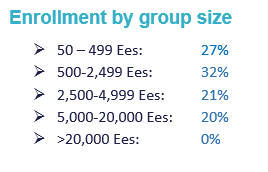 Enrollment by group size
➢ 50 – 499 Ees: 27%
➢ 500-2,499 Ees: 32%
➢ 2,500-4,999 Ees: 21%
➢ 5,000-20,000 Ees: 20%
➢ >20,000 Ees: 0%